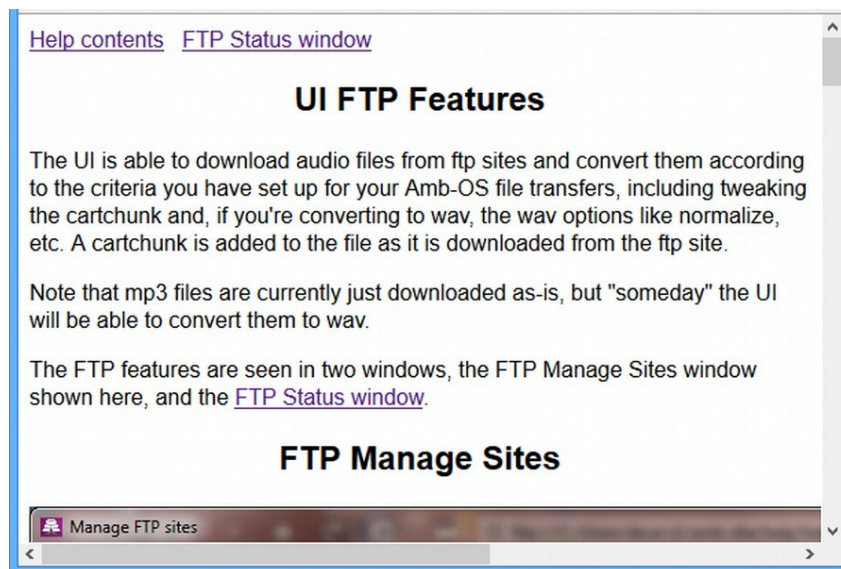 Help contents FTP Status window
UI FTP Features
The UI is able to download audio files from ftp sites and convert them according
to the criteria you have set up for your Amb-OS file transfers, including tweaking
the cartchunk and, if you're converting to wav, the wav options like normalize,
etc. A cartchunk is added to the file as it is downloaded from the ftp site.
Note that mp3 files are currently just downloaded as-is, but "someday" the UI
will be able to convert them to wav.
The FTP features are seen in two windows, the FTP Manage Sites window
shown here, and the FTP Status window.
FTP Manage Sites
Manage FTP sites